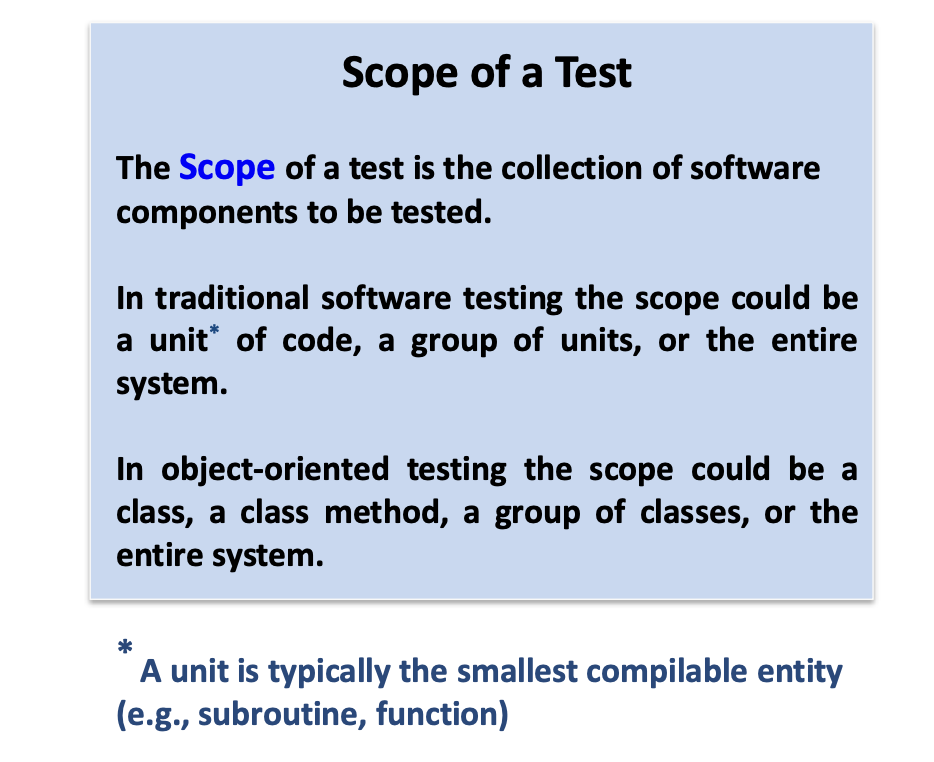 Scope of a Test
The Scope of a test is the collection of software
components to be tested.
In traditional software testing the scope could be
a unit* of code, a group of units, or the entire
system.
In object-oriented testing the scope could be a
class, a class method, a group of classes, or the
entire system.
* A unit is typically the smallest compilable entity
(e.g., subroutine, function)